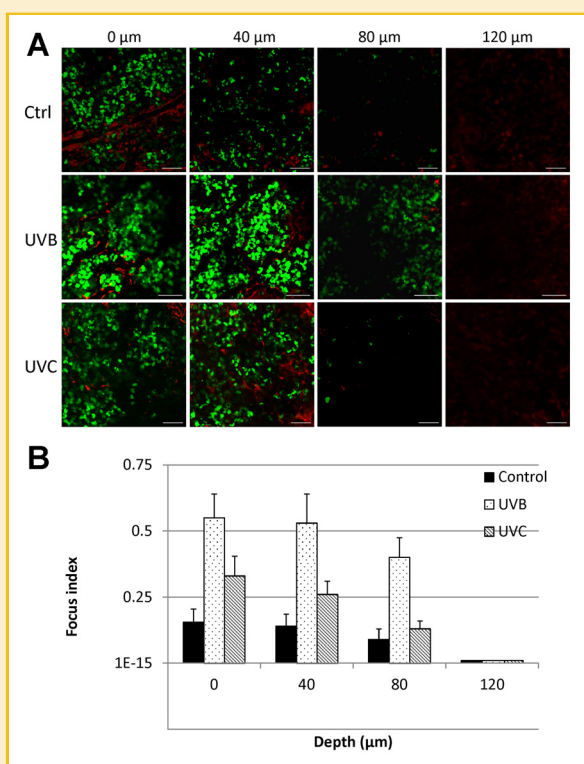 A
0 µm 40 µm 80 µm 120 µm
Ctrl
UVB
UVC
B
0.75
0.5
0.25
1E-15
Focus index
Control
UVB
UVC
0 40 80 120
Depth (µm)